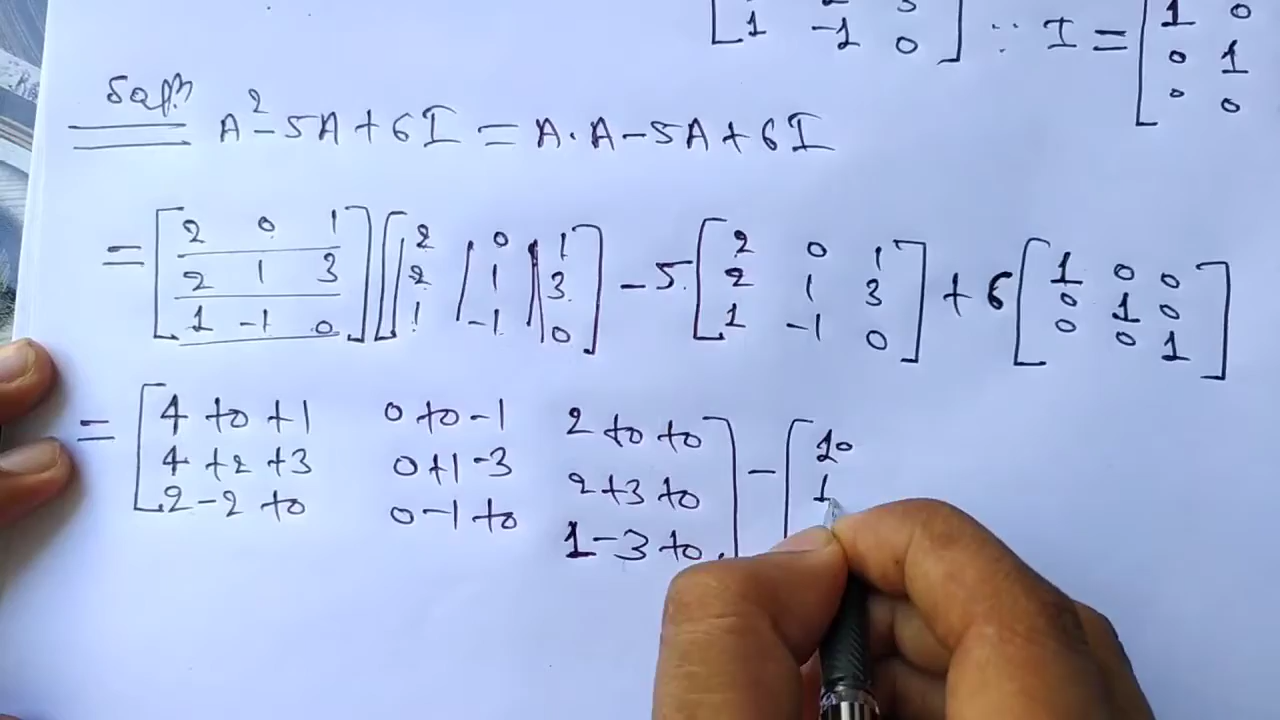 1 -1 0 ] ∵ I = [ 1 0
0 1
0 0
Solⁿ A² - 5A + 6I = A·A - 5A + 6I
= [ 2 0 1 ] [ 2 0 1 ] - 5 [ 2 0 1 ] + 6 [ 1 0 0 ]
2 1 3 2 1 3 2 1 3 0 1 0
1 -1 0 1 -1 0 1 -1 0 0 0 1
= [ 4 +0 +1 0 +0 -1 2 +0 +0 ] - [ 10
4 +2 +3 0 +1 -3 2 +3 +0 1
2 -2 +0 0 -1 +0 1 -3 +0